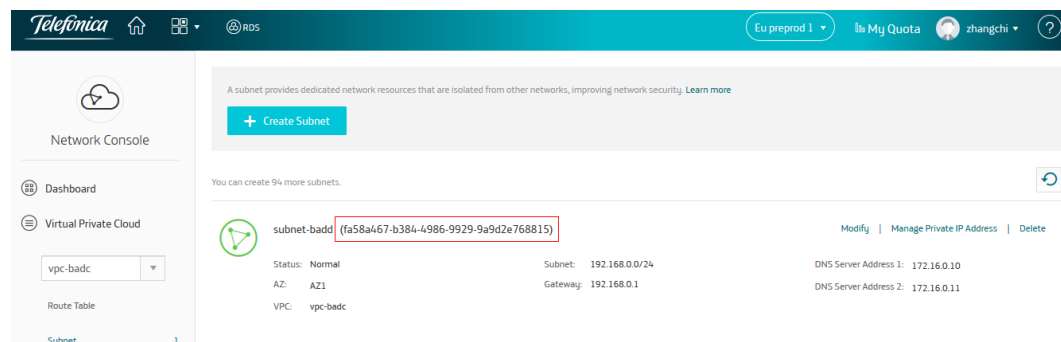 Telefónica
RDS
Eu preprod 1
My Quota
zhangchi
?
Network Console
Dashboard
Virtual Private Cloud
vpc-badc
Route Table
Subnet 1
A subnet provides dedicated network resources that are isolated from other networks, improving network security. Learn more
+ Create Subnet
You can create 94 more subnets.
subnet-badd (fa58a467-b384-4986-9929-9a9d2e768815)
Modify | Manage Private IP Address | Delete
Status: Normal
Subnet: 192.168.0.0/24
DNS Server Address 1: 172.16.0.10
AZ: AZ1
Gateway: 192.168.0.1
DNS Server Address 2: 172.16.0.11
VPC: vpc-badc